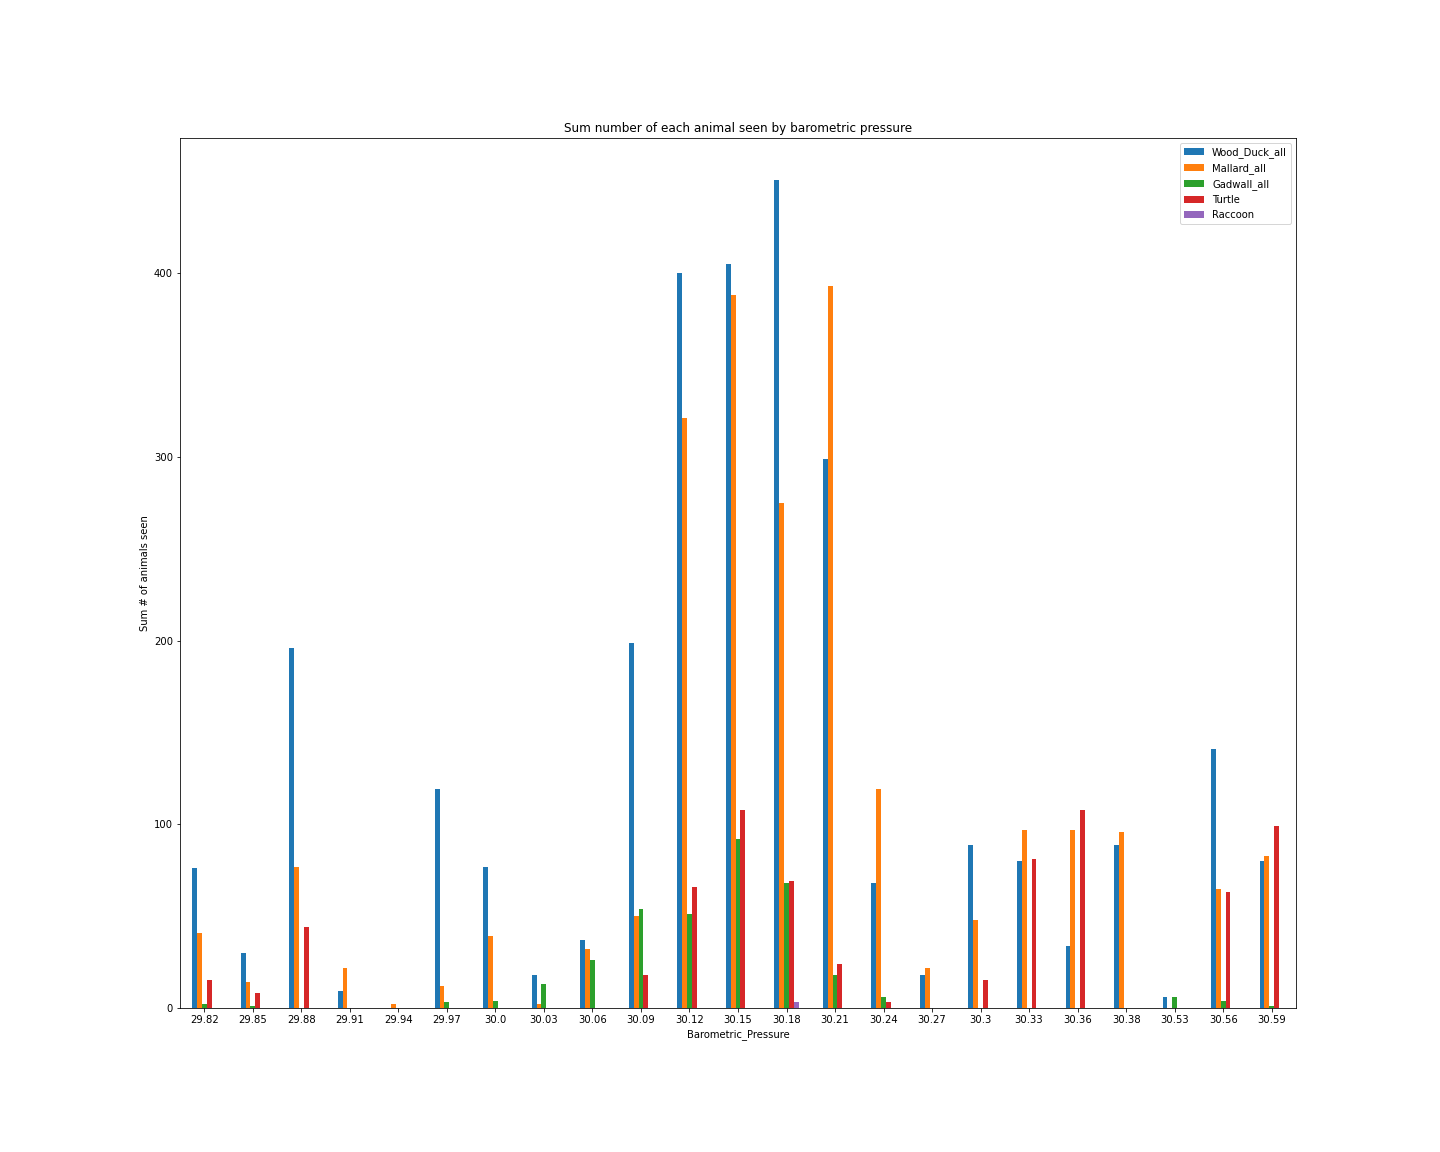 Sum number of each animal seen by barometric pressure
Wood_Duck_all
Mallard_all
Gadwall_all
Turtle
Raccoon
400
300
200
100
0
Sum # of animals seen
29.82 29.85 29.88 29.91 29.94 29.97 30.0 30.03 30.06 30.09 30.12 30.15 30.18 30.21 30.24 30.27 30.3 30.33 30.36 30.38 30.53 30.56 30.59
Barometric_Pressure